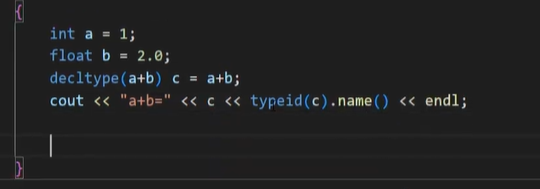 {
int a = 1;
float b = 2.0;
decltype(a+b) c = a+b;
cout << "a+b=" << c << typeid(c).name() << endl;
}